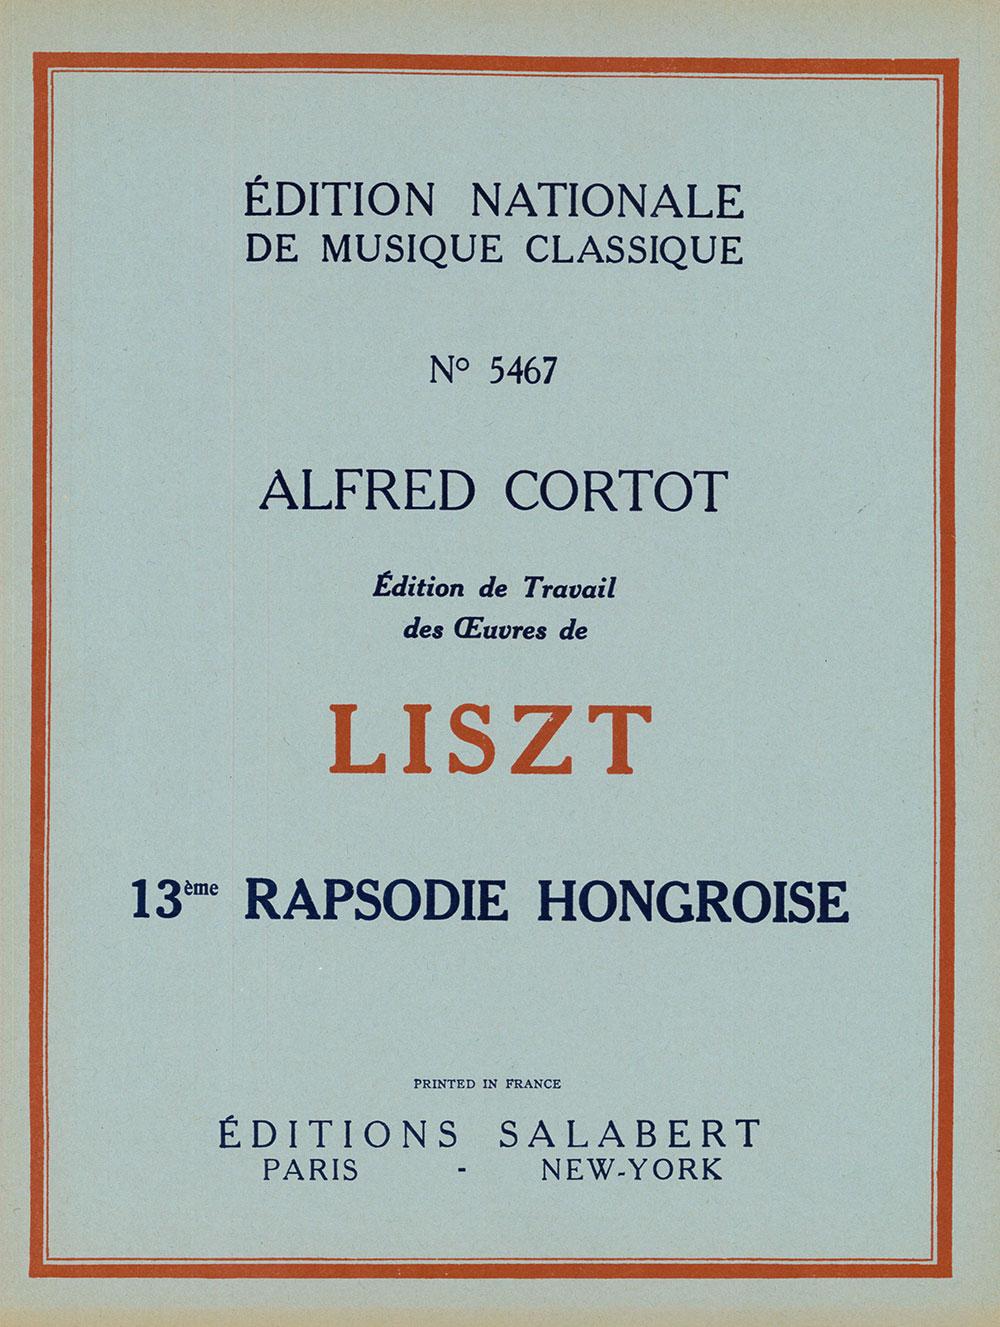 ÉDITION NATIONALE
DE MUSIQUE CLASSIQUE
Nº 5467
ALFRED CORTOT
Édition de Travail
des Œuvres de
LISZT
13ème RAPSODIE HONGROISE
PRINTED IN FRANCE
ÉDITIONS SALABERT
PARIS - NEW-YORK